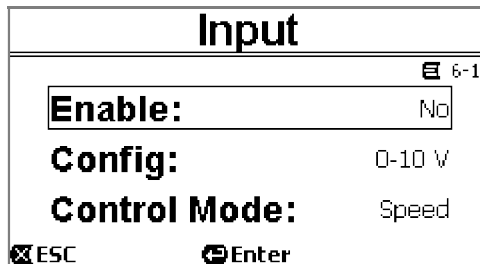 Input
6-1
Enable: No
Config: 0-10 V
Control Mode: Speed
ESC Enter